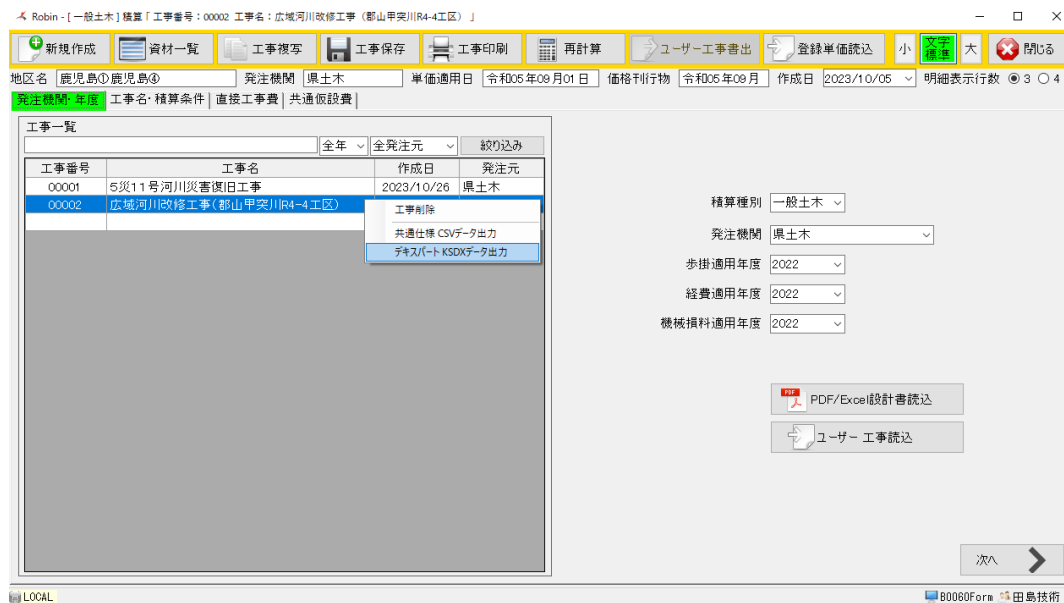 Robin - [ 一般土木 ] 積算「 工事番号：00002 工事名：広域河川改修工事（郡山甲突川R4-4工区） 」
新規作成 資材一覧 工事複写 工事保存 工事印刷 再計算 ユーザー工事書出 登録単価読込 小 文字標準 大 閉じる
地区名 鹿児島①鹿児島④ 発注機関 県土木 単価適用日 令和05年09月01日 価格刊行物 令和05年09月 作成日 2023/10/05 明細表示行数 3 4
発注機関・年度 工事名・積算条件 直接工事費 共通仮設費
工事一覧
全年 全発注元 絞り込み
工事番号 工事名 作成日 発注元
00001 5災11号河川災害復旧工事 2023/10/26 県土木
00002 広域河川改修工事(郡山甲突川R4-4工区)
工事削除
共通仕様 CSVデータ出力
デキスパート KSDXデータ出力
積算種別 一般土木
発注機関 県土木
歩掛適用年度 2022
経費適用年度 2022
機械損料適用年度 2022
PDF PDF/Excel設計書読込
ユーザー 工事読込
次へ
LOCAL B0060Form 田島技術